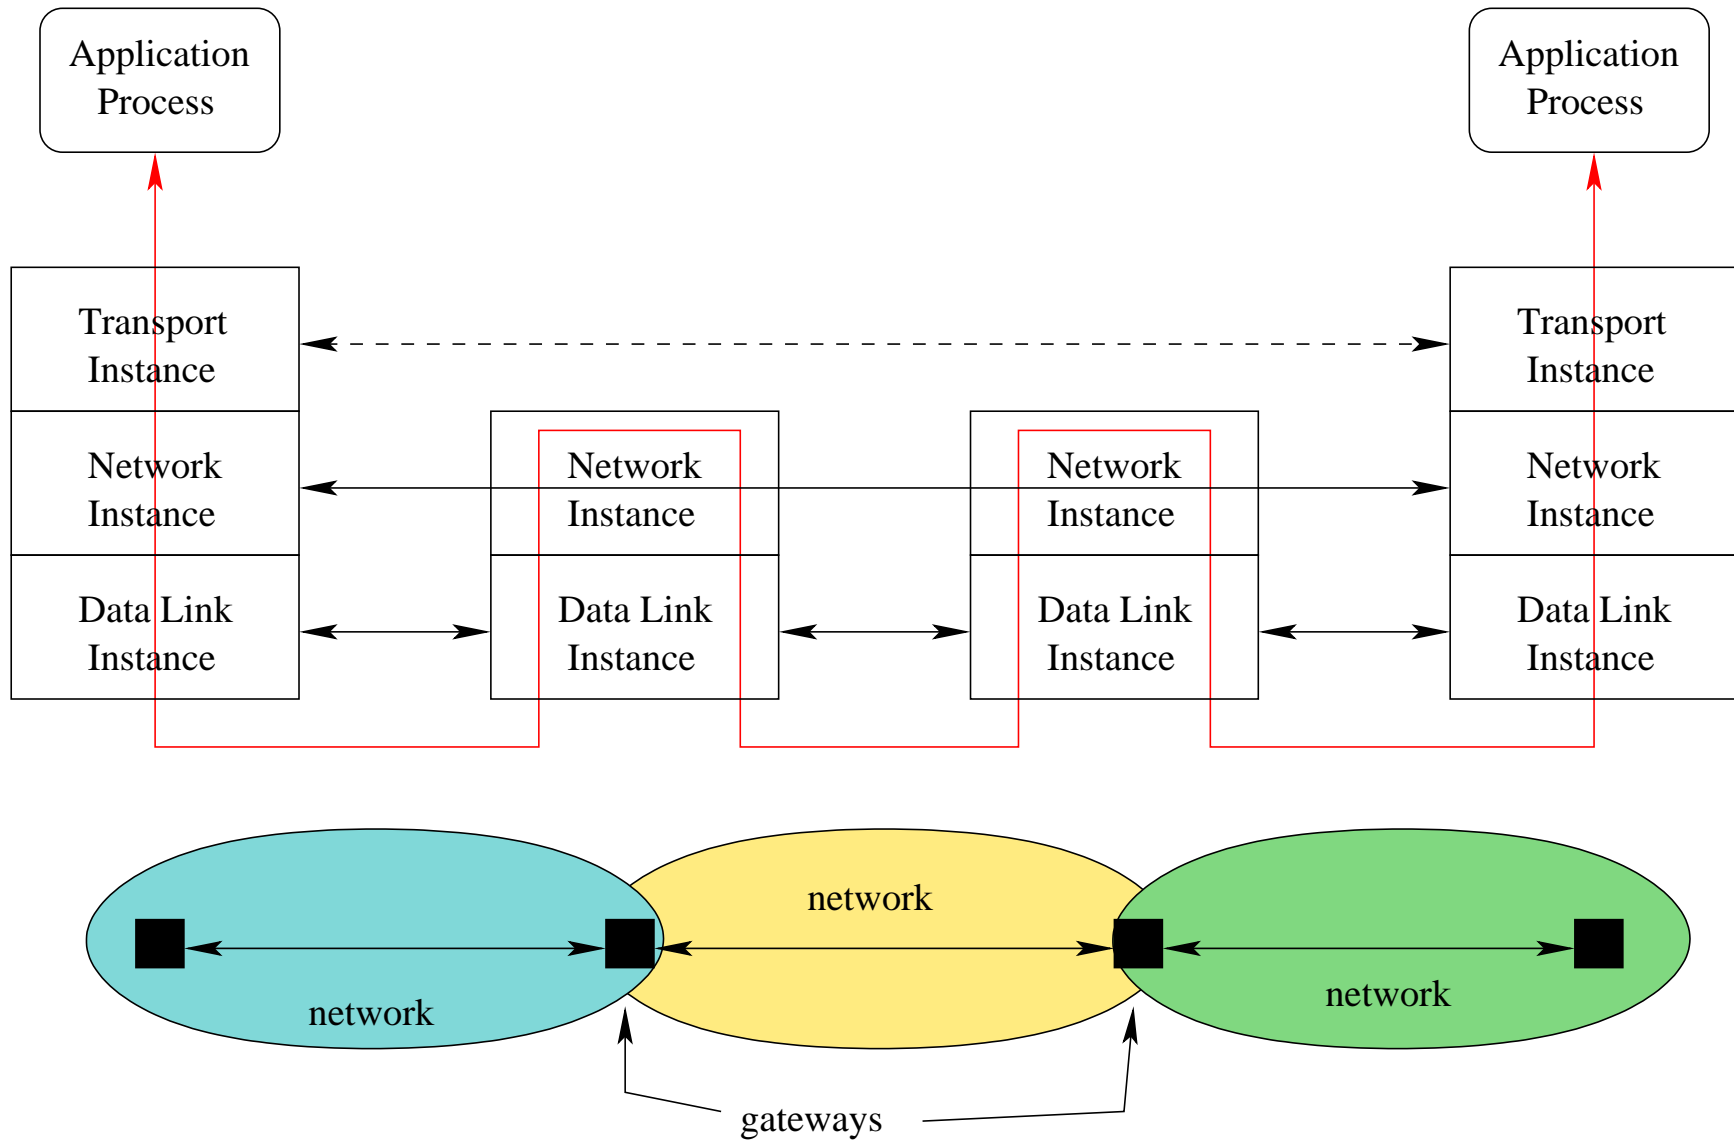 Application
Process
Application
Process
Transport
Instance
Transport
Instance
Network
Instance
Network
Instance
Network
Instance
Network
Instance
Data Link
Instance
Data Link
Instance
Data Link
Instance
Data Link
Instance
network
network
network
gateways